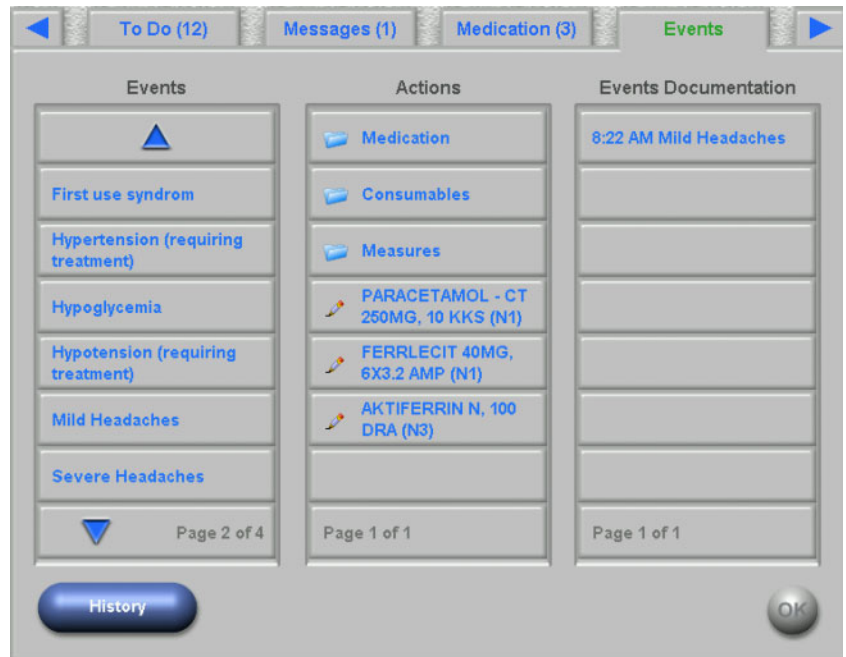 To Do (12)
Messages (1)
Medication (3)
Events
Events
Actions
Events Documentation
First use syndrom
Hypertension (requiring
treatment)
Hypoglycemia
Hypotension (requiring
treatment)
Mild Headaches
Severe Headaches
Page 2 of 4
Medication
Consumables
Measures
PARACETAMOL - CT
250MG, 10 KKS (N1)
FERRLECIT 40MG,
6X3.2 AMP (N1)
AKTIFERRIN N, 100
DRA (N3)
Page 1 of 1
8:22 AM Mild Headaches
Page 1 of 1
History
OK